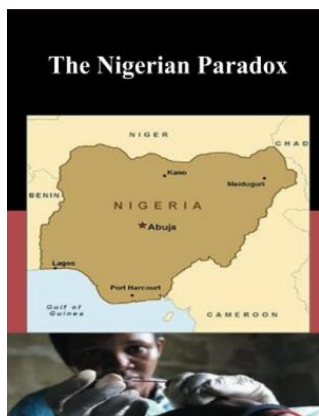 The Nigerian Paradox
NIGER
CHAD
Kano
Maiduguri
BENIN
NIGERIA
Abuja
Lagos
Port Harcourt
Gulf of
Guinea
CAMEROON